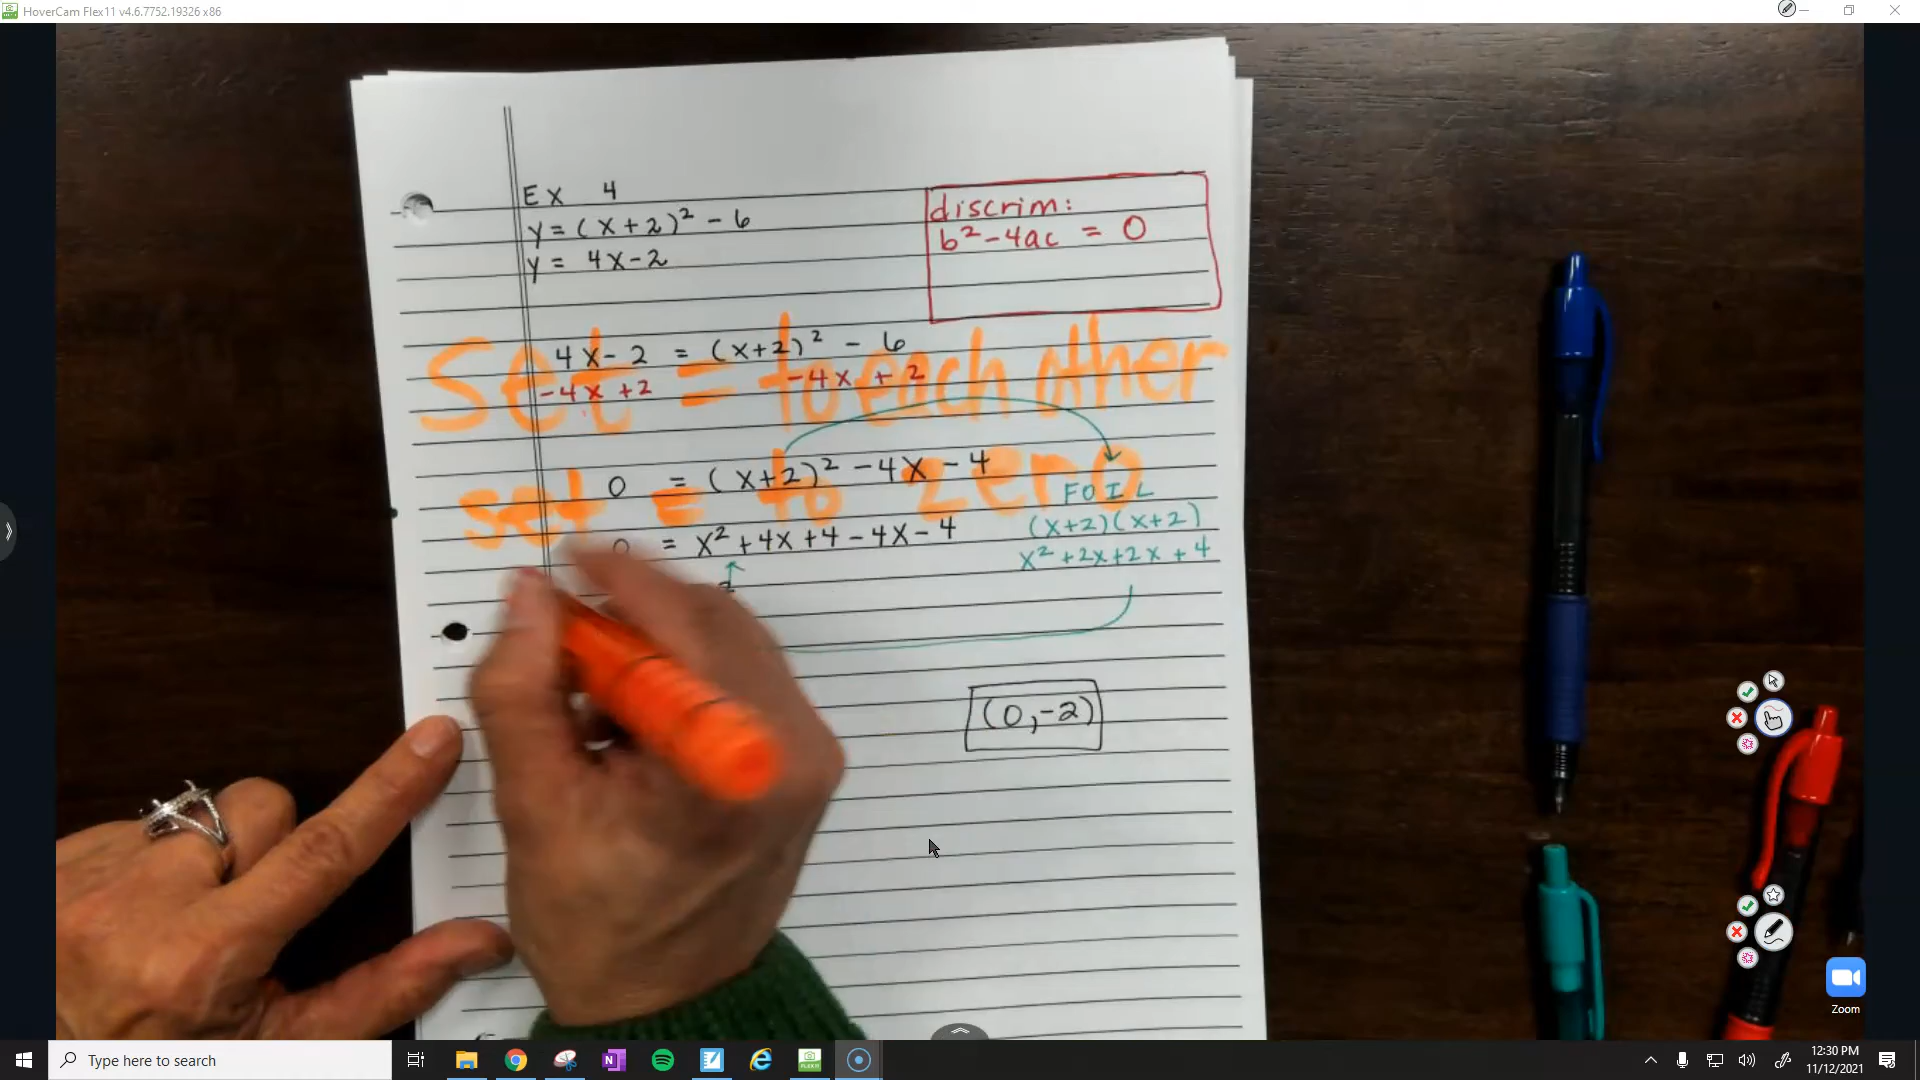 HoverCam Flex11 v4.6.7752.19326 x86
Ex 4
y = (x+2)² - 6
y = 4x-2
discrim:
b²-4ac = 0
4x-2 = (x+2)² - 6
-4x +2 -4x + 2
Set = to each other
0 = (x+2)² -4x -4
set = to zero
FOIL
(x+2)(x+2)
x² +2x+2x +4
0 = x² +4x+4 -4x -4
(0,-2)
Zoom
Type here to search
12:30 PM
11/12/2021